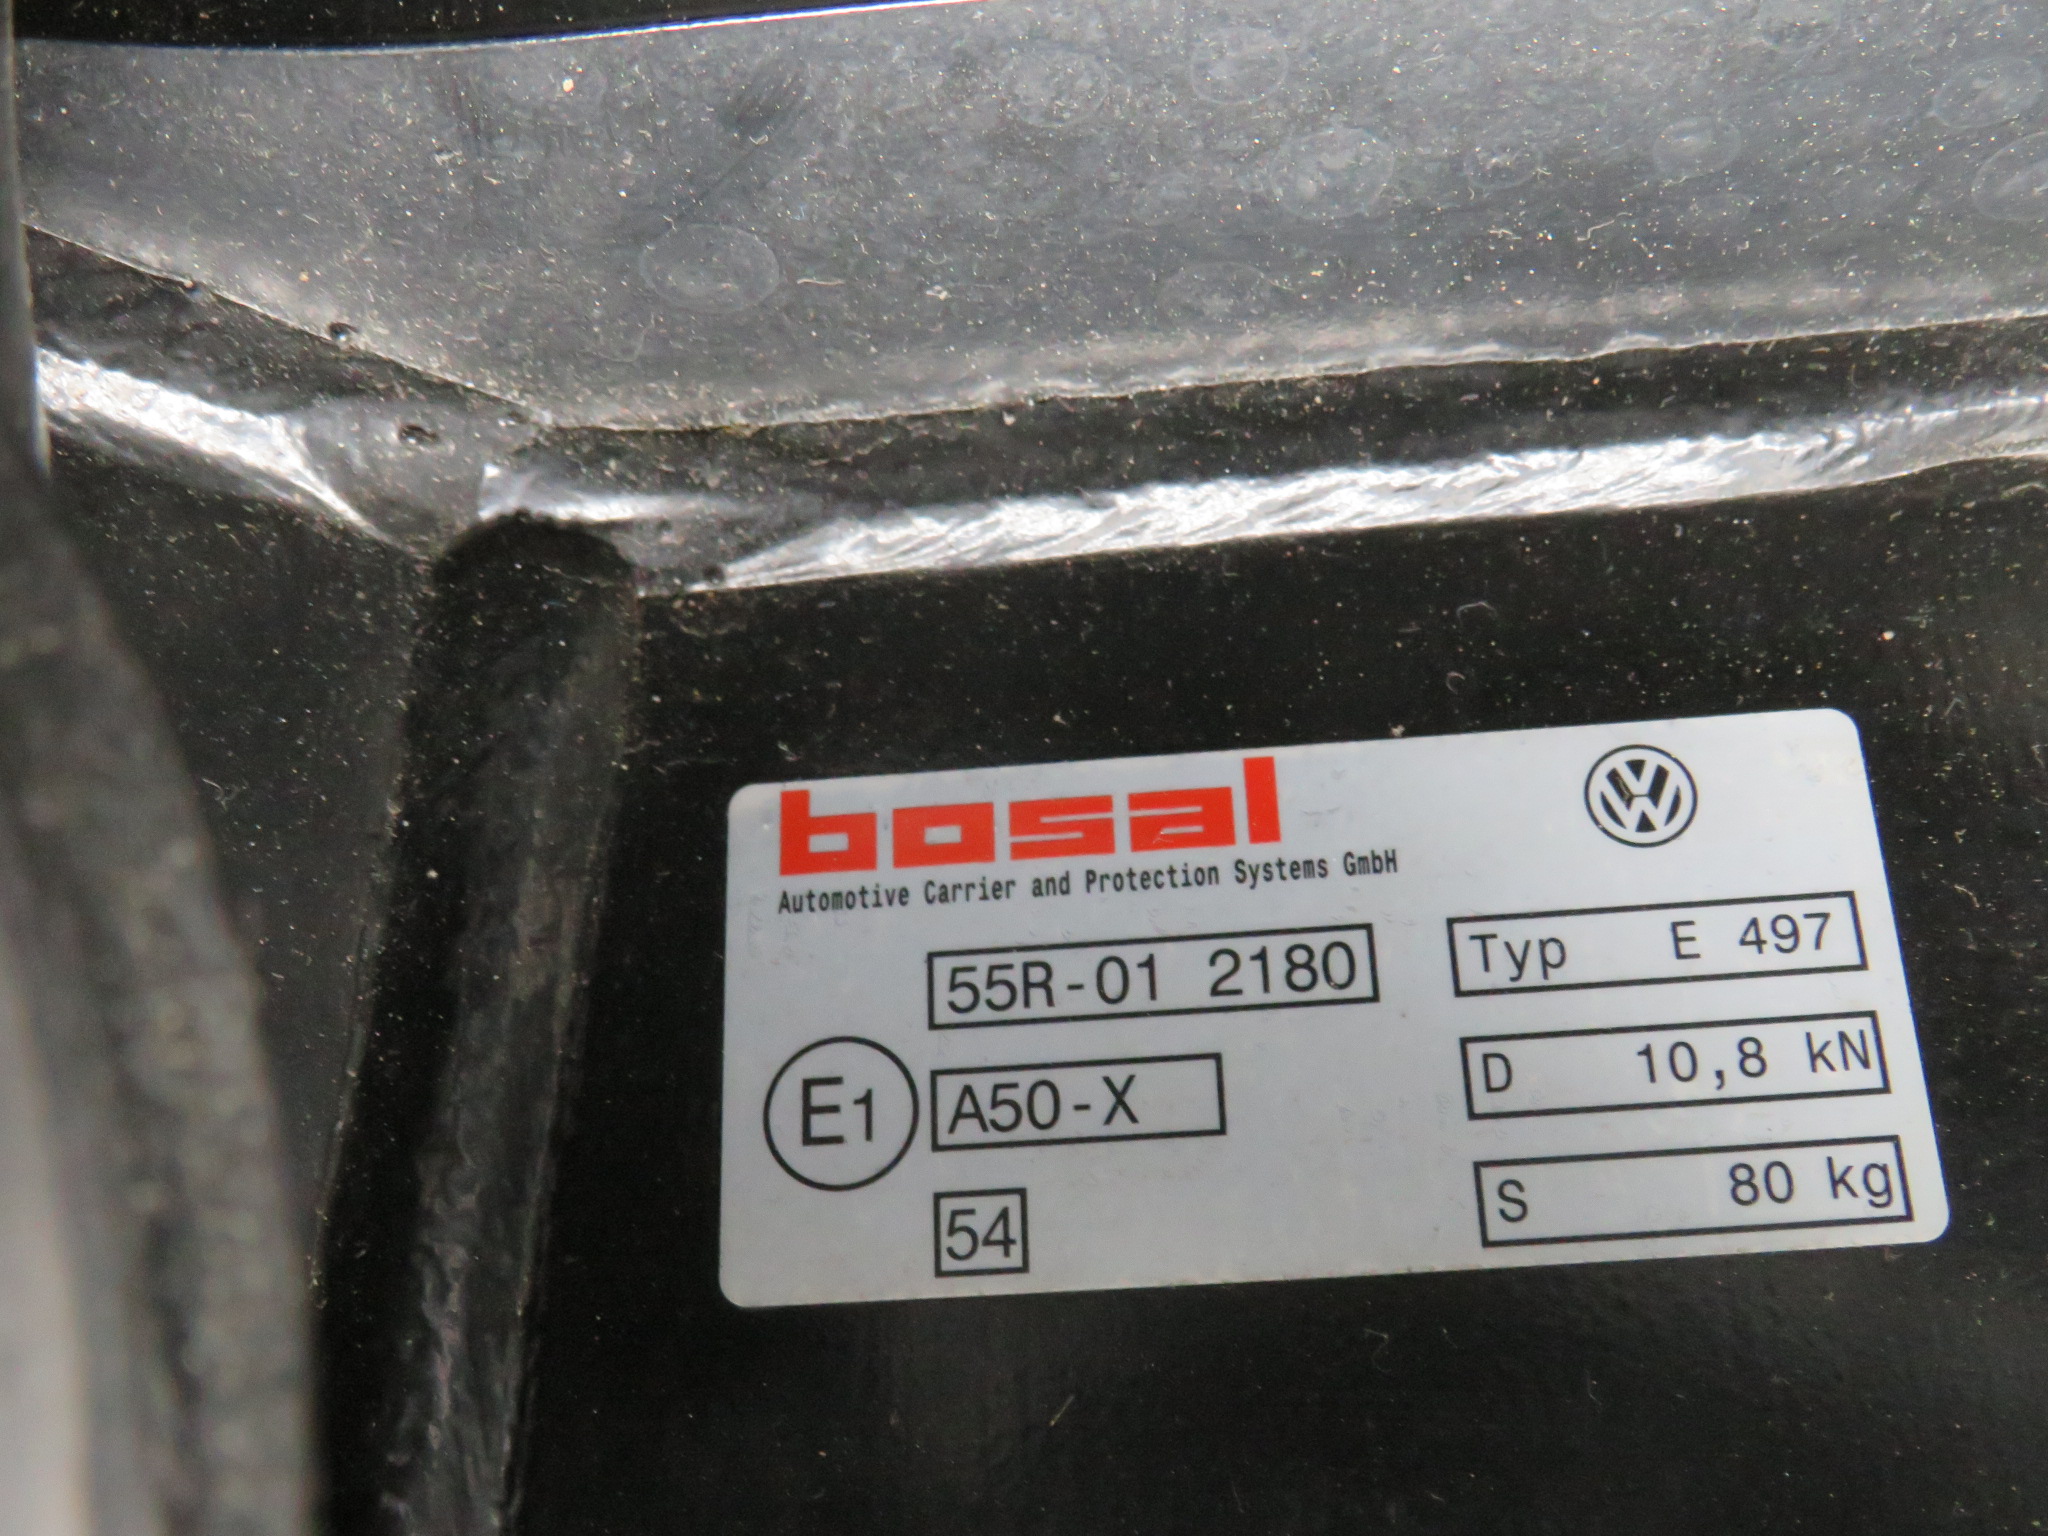 bosal
Automotive Carrier and Protection Systems GmbH
55R-01 2180
Typ E 497
E1
A50-X
D 10,8 kN
54
S 80 kg